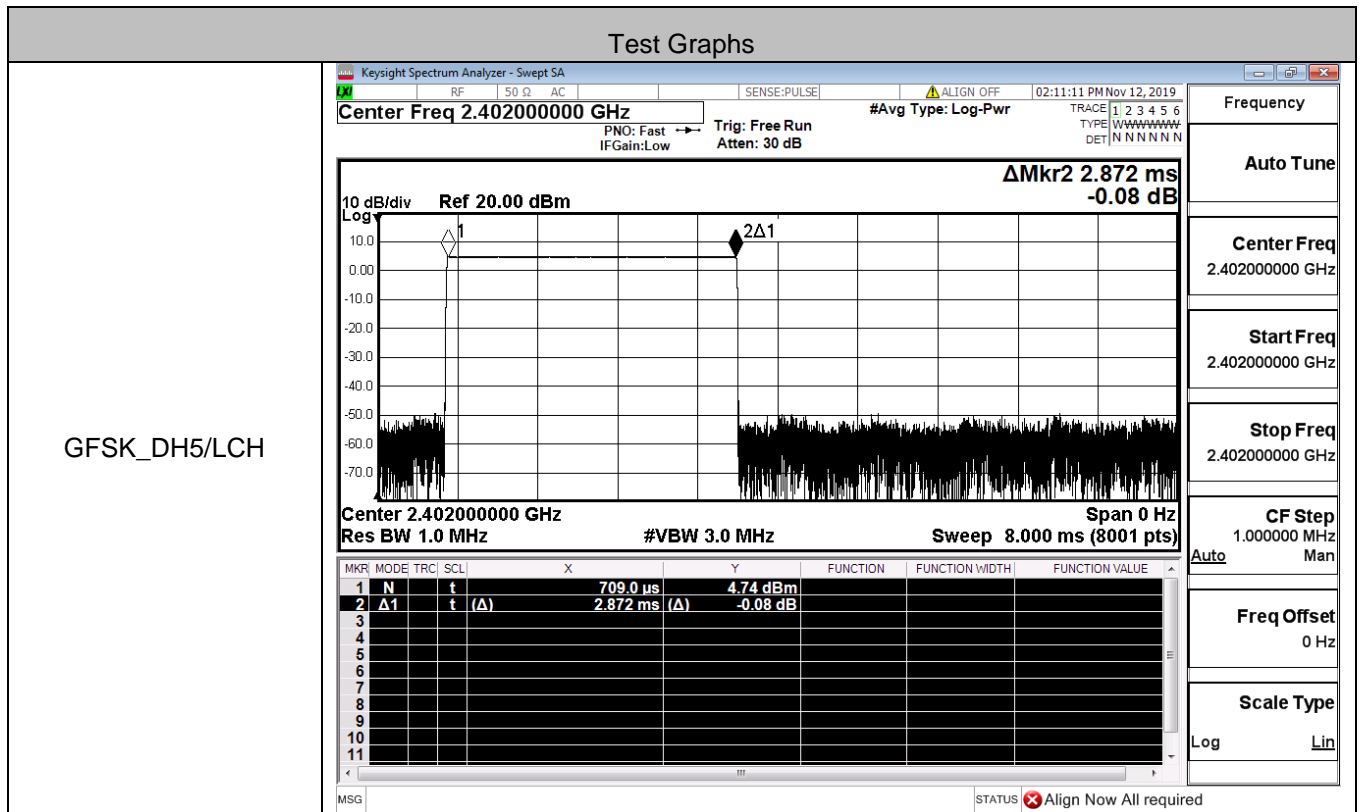 Test Graphs
GFSK_DH5/LCH
Keysight Spectrum Analyzer - Swept SA
LXI RF 50 Ω AC SENSE:PULSE ALIGN OFF 02:11:11 PM Nov 12, 2019
Center Freq 2.402000000 GHz
PNO: Fast
IFGain:Low
Trig: Free Run
Atten: 30 dB
#Avg Type: Log-Pwr
TRACE 1 2 3 4 5 6
TYPE WWWWWW
DET N N N N N N
ΔMkr2 2.872 ms
-0.08 dB
10 dB/div Ref 20.00 dBm
Log
1
2Δ1
10.0
0.00
-10.0
-20.0
-30.0
-40.0
-50.0
-60.0
-70.0
Center 2.402000000 GHz Span 0 Hz
Res BW 1.0 MHz #VBW 3.0 MHz Sweep 8.000 ms (8001 pts)
MKR MODE TRC SCL X Y FUNCTION FUNCTION WIDTH FUNCTION VALUE
1 N t 709.0 µs 4.74 dBm
2 Δ1 t (Δ) 2.872 ms (Δ) -0.08 dB
3
4
5
6
7
8
9
10
11
MSG STATUS Align Now All required
Frequency
Auto Tune
Center Freq
2.402000000 GHz
Start Freq
2.402000000 GHz
Stop Freq
2.402000000 GHz
CF Step
1.000000 MHz
Auto Man
Freq Offset
0 Hz
Scale Type
Log Lin